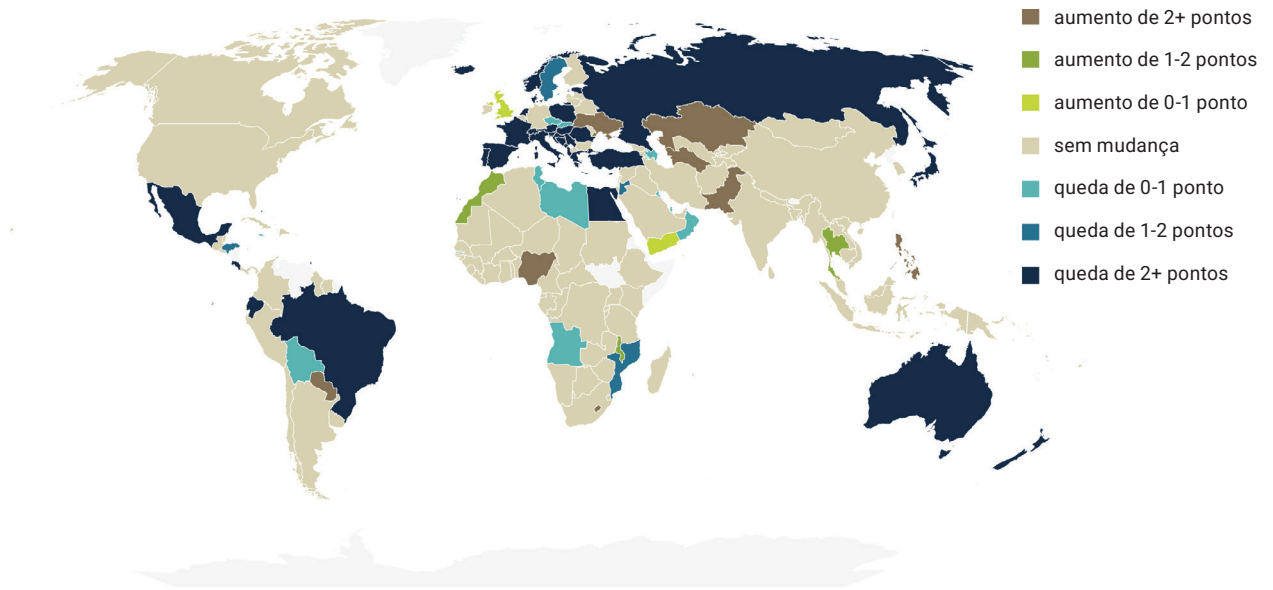 aumento de 2+ pontos
aumento de 1-2 pontos
aumento de 0-1 ponto
sem mudança
queda de 0-1 ponto
queda de 1-2 pontos
queda de 2+ pontos